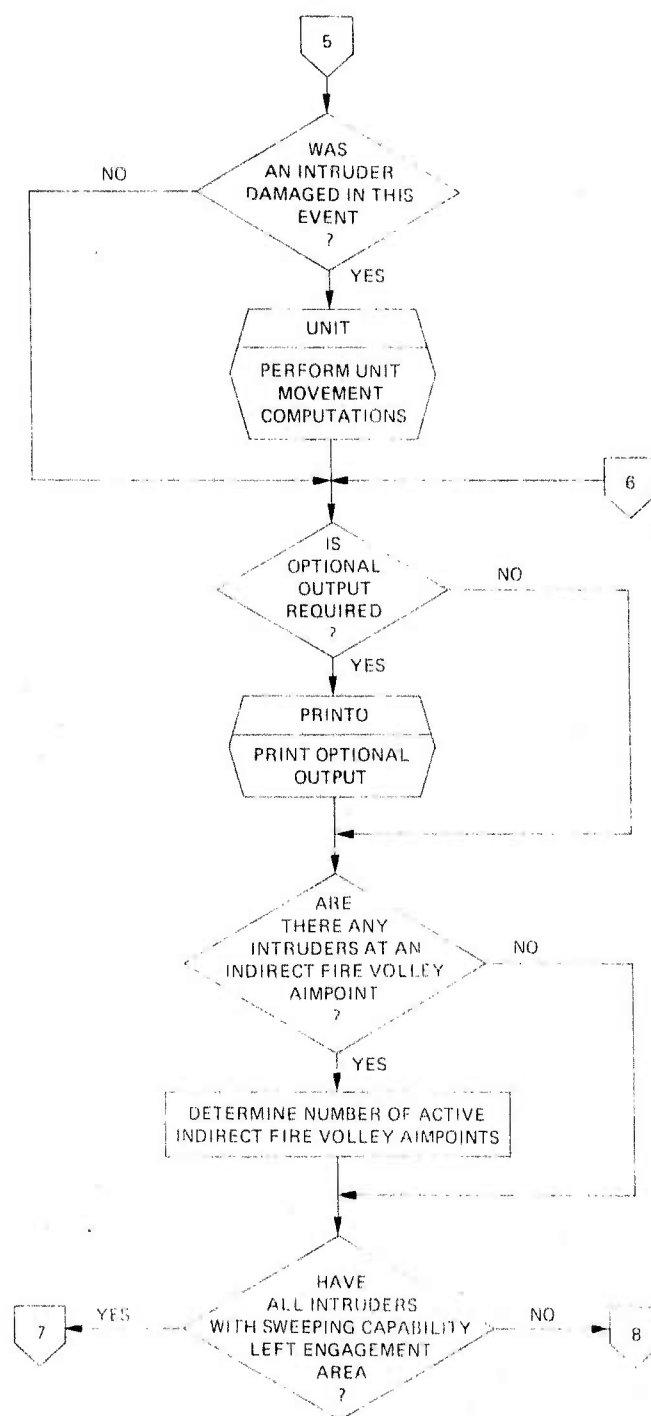 5
WAS
AN INTRUDER
DAMAGED IN THIS
EVENT
?
NO
YES
UNIT
PERFORM UNIT
MOVEMENT
COMPUTATIONS
6
IS
OPTIONAL
OUTPUT
REQUIRED
?
NO
YES
PRINTO
PRINT OPTIONAL
OUTPUT
ARE
THERE ANY
INTRUDERS AT AN
INDIRECT FIRE VOLLEY
AIMPOINT
?
NO
YES
DETERMINE NUMBER OF ACTIVE
INDIRECT FIRE VOLLEY AIMPOINTS
HAVE
ALL INTRUDERS
WITH SWEEPING CAPABILITY
LEFT ENGAGEMENT
AREA
?
YES
7
NO
8